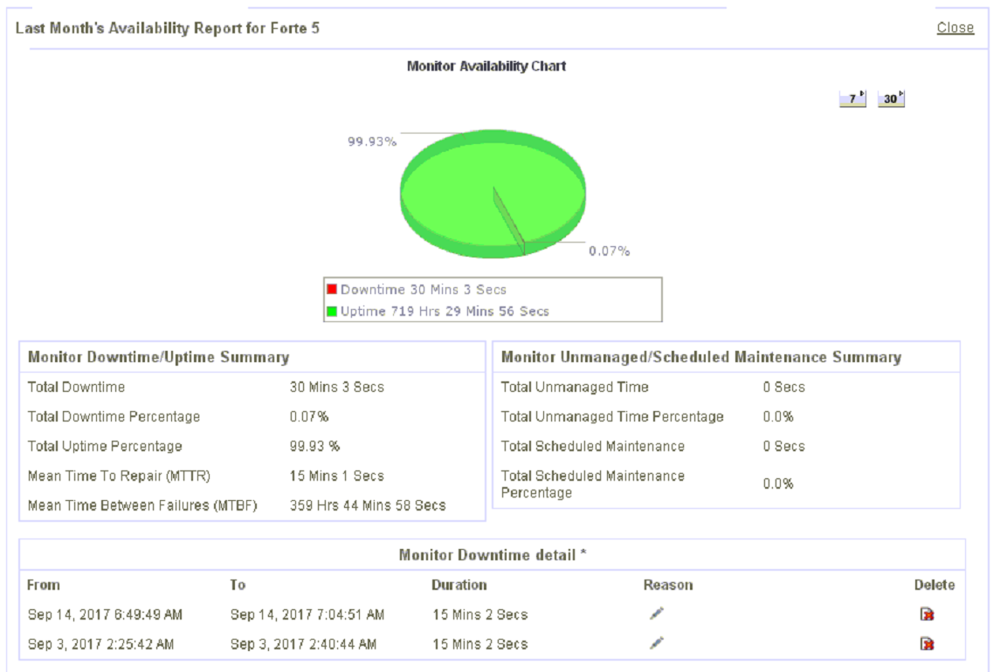 Last Month's Availability Report for Forte 5 Close
Monitor Availability Chart
7 30
99.93%
0.07%
Downtime 30 Mins 3 Secs
Uptime 719 Hrs 29 Mins 56 Secs
Monitor Downtime/Uptime Summary
Total Downtime 30 Mins 3 Secs
Total Downtime Percentage 0.07%
Total Uptime Percentage 99.93 %
Mean Time To Repair (MTTR) 15 Mins 1 Secs
Mean Time Between Failures (MTBF) 359 Hrs 44 Mins 58 Secs
Monitor Unmanaged/Scheduled Maintenance Summary
Total Unmanaged Time 0 Secs
Total Unmanaged Time Percentage 0.0%
Total Scheduled Maintenance 0 Secs
Total Scheduled Maintenance
Percentage 0.0%
Monitor Downtime detail *
From To Duration Reason Delete
Sep 14, 2017 6:49:49 AM Sep 14, 2017 7:04:51 AM 15 Mins 2 Secs
Sep 3, 2017 2:25:42 AM Sep 3, 2017 2:40:44 AM 15 Mins 2 Secs